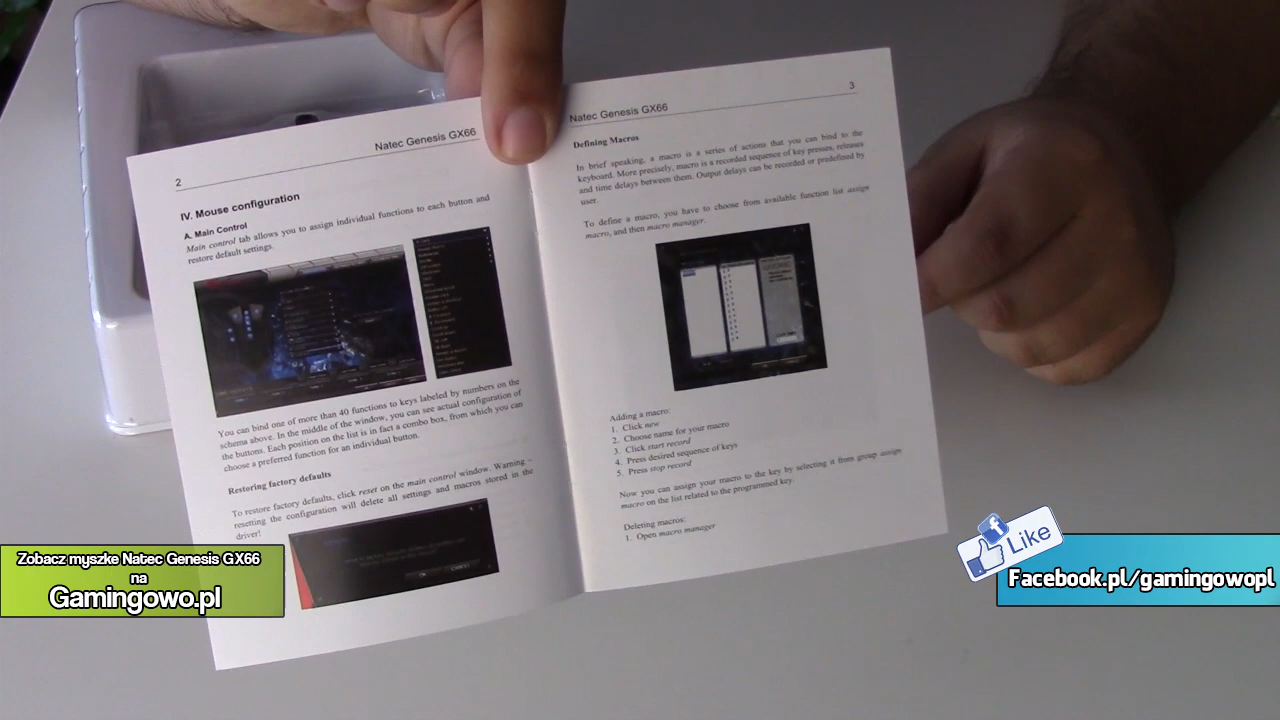 2
Natec Genesis GX66
IV. Mouse configuration
A. Main Control
Main control tab allows you to assign individual functions to each button and
restore default settings.
You can bind one of more than 40 functions to keys labeled by numbers on the
schema above. In the middle of the window, you can see actual configuration of
the buttons. Each position on the list is in fact a combo box, from which you can
choose a preferred function for an individual button.
Restoring factory defaults
To restore factory defaults, click reset on the main control window. Warning –
resetting the configuration will delete all settings and macros stored in the
driver!
OK CANCEL
Natec Genesis GX66
3
Defining Macros
In brief speaking, a macro is a series of actions that you can bind to the
keyboard. More precisely, macro is a recorded sequence of key presses, releases
and time delays between them. Output delays can be recorded or predefined by
user.
To define a macro, you have to choose from available function list assign
macro, and then macro manager.
Adding a macro:
1. Click new
2. Choose name for your macro
3. Click start record
4. Press desired sequence of keys
5. Press stop record
Now you can assign your macro to the key by selecting it from group assign
macro on the list related to the programmed key.
Deleting macros:
1. Open macro manager
Zobacz myszke Natec Genesis GX66
na
Gamingowo.pl
Like
Facebook.pl/gamingowopl